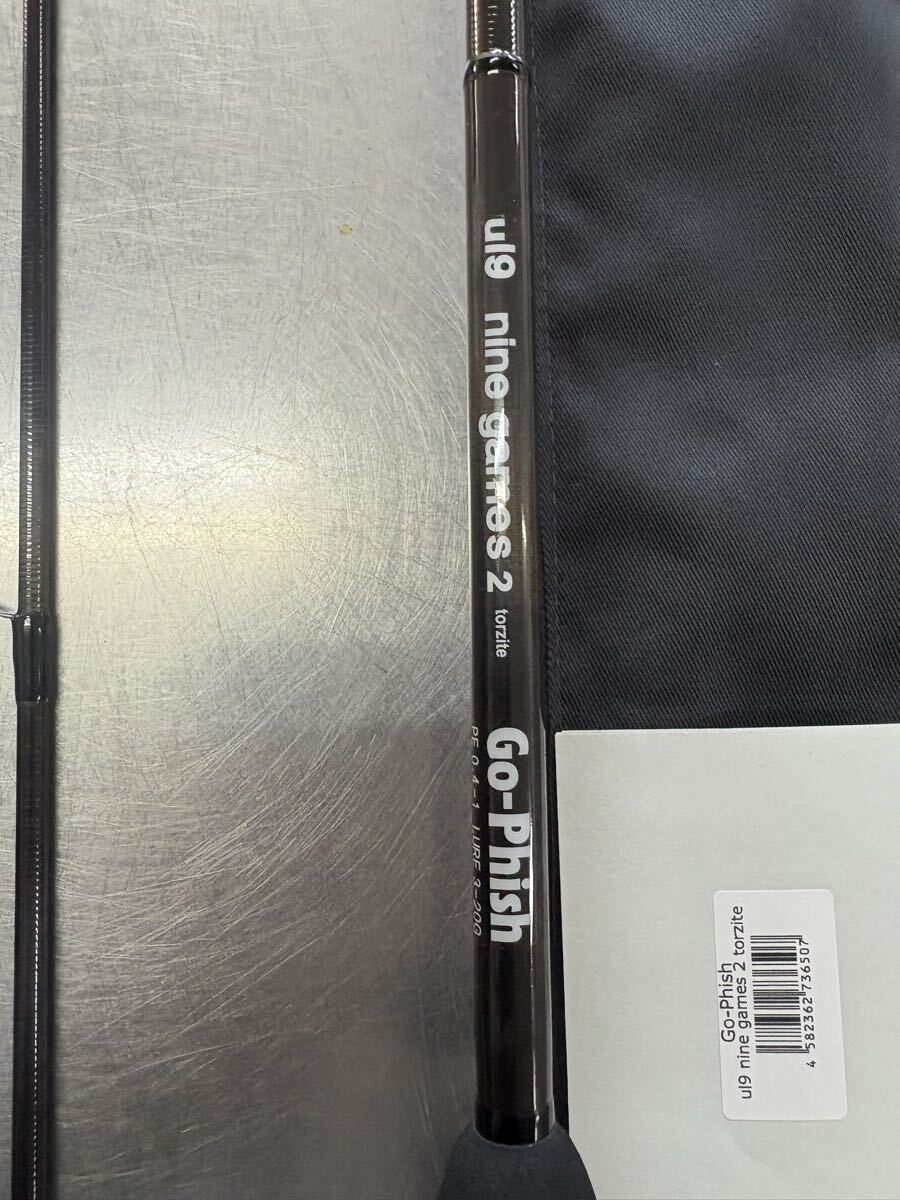 ul9 nine games 2 torzite
Go-Phish
PE 0.4-1 LURE 3-20g
Go-Phish
ul9 nine games 2 torzite
4 582362 736507